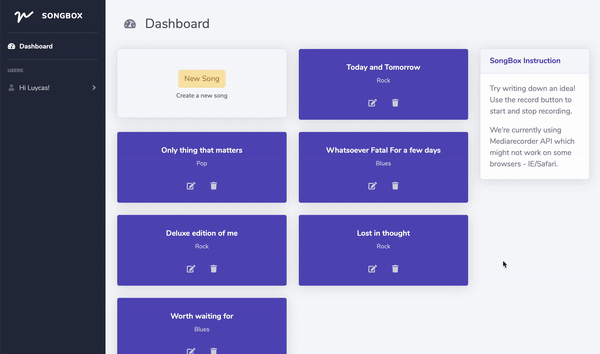 SONGBOX
Dashboard
USERS
Hi Luycas!
Dashboard
New Song
Create a new song
Today and Tomorrow
Rock
Only thing that matters
Pop
Whatsoever Fatal For a few days
Blues
Deluxe edition of me
Rock
Lost in thought
Rock
Worth waiting for
Blues
SongBox Instruction
Try writing down an idea!
Use the record button to
start and stop recording.
We're currently using
Mediarecorder API which
might not work on some
browsers - IE/Safari.